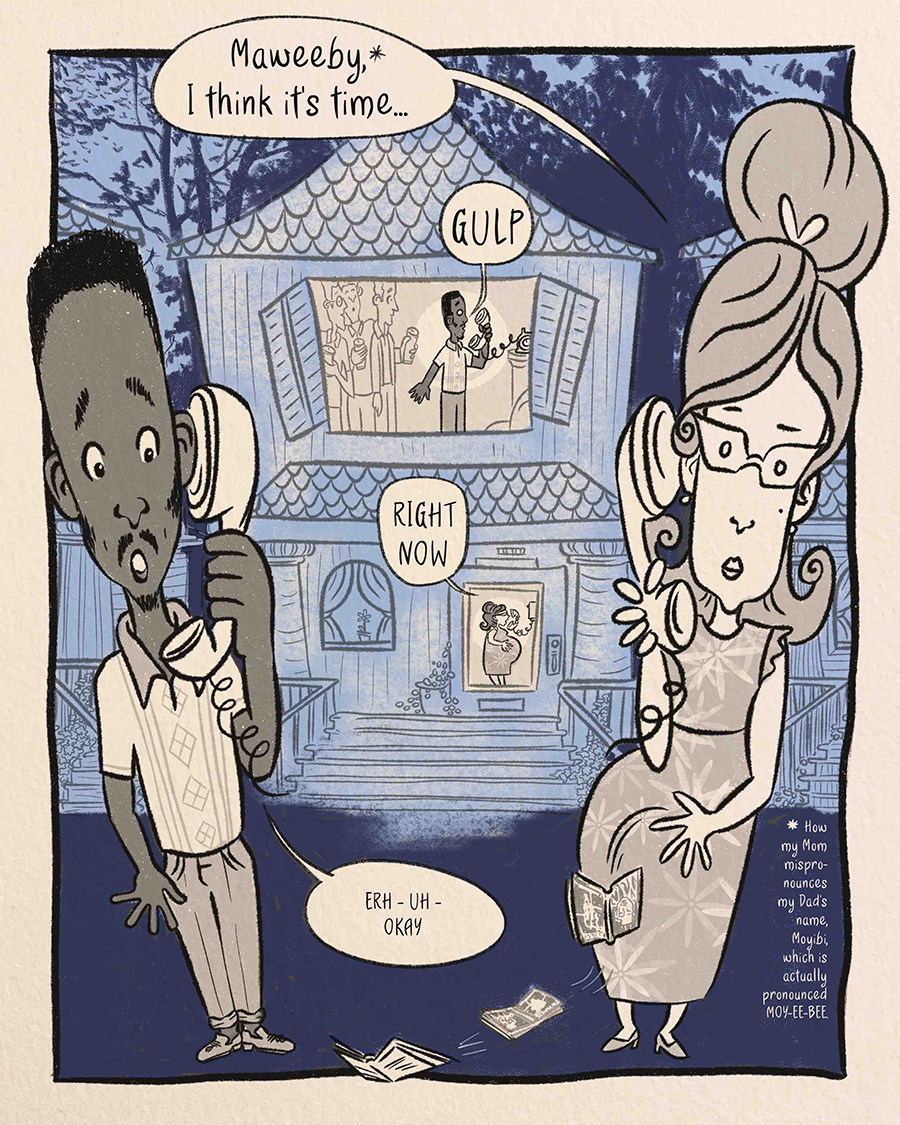 Maweeby,*
I think it's time...
GULP
RIGHT
NOW
ERH - UH -
OKAY
* How
my Mom
mispro-
nounces
my Dad's
name,
Moyibi,
which is
actually
pronounced
MOY-EE-BEE.